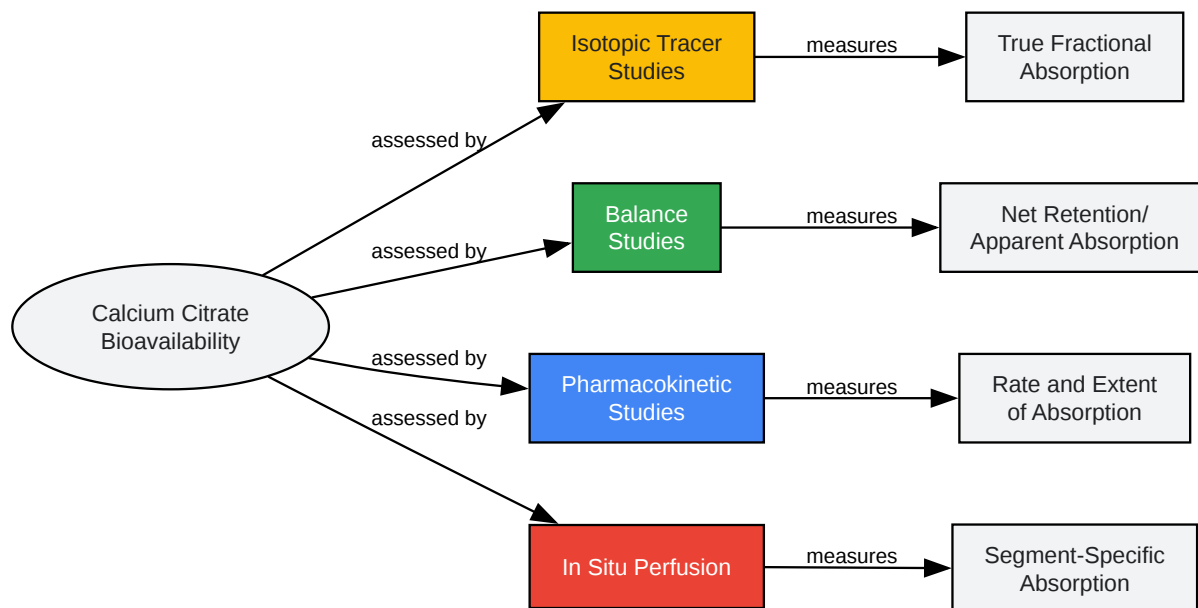 Isotopic Tracer
Studies
measures
True Fractional
Absorption
assessed by
Balance
Studies
measures
Net Retention/
Apparent Absorption
assessed by
Calcium Citrate
Bioavailability
assessed by
Pharmacokinetic
Studies
measures
Rate and Extent
of Absorption
assessed by
In Situ Perfusion
measures
Segment-Specific
Absorption